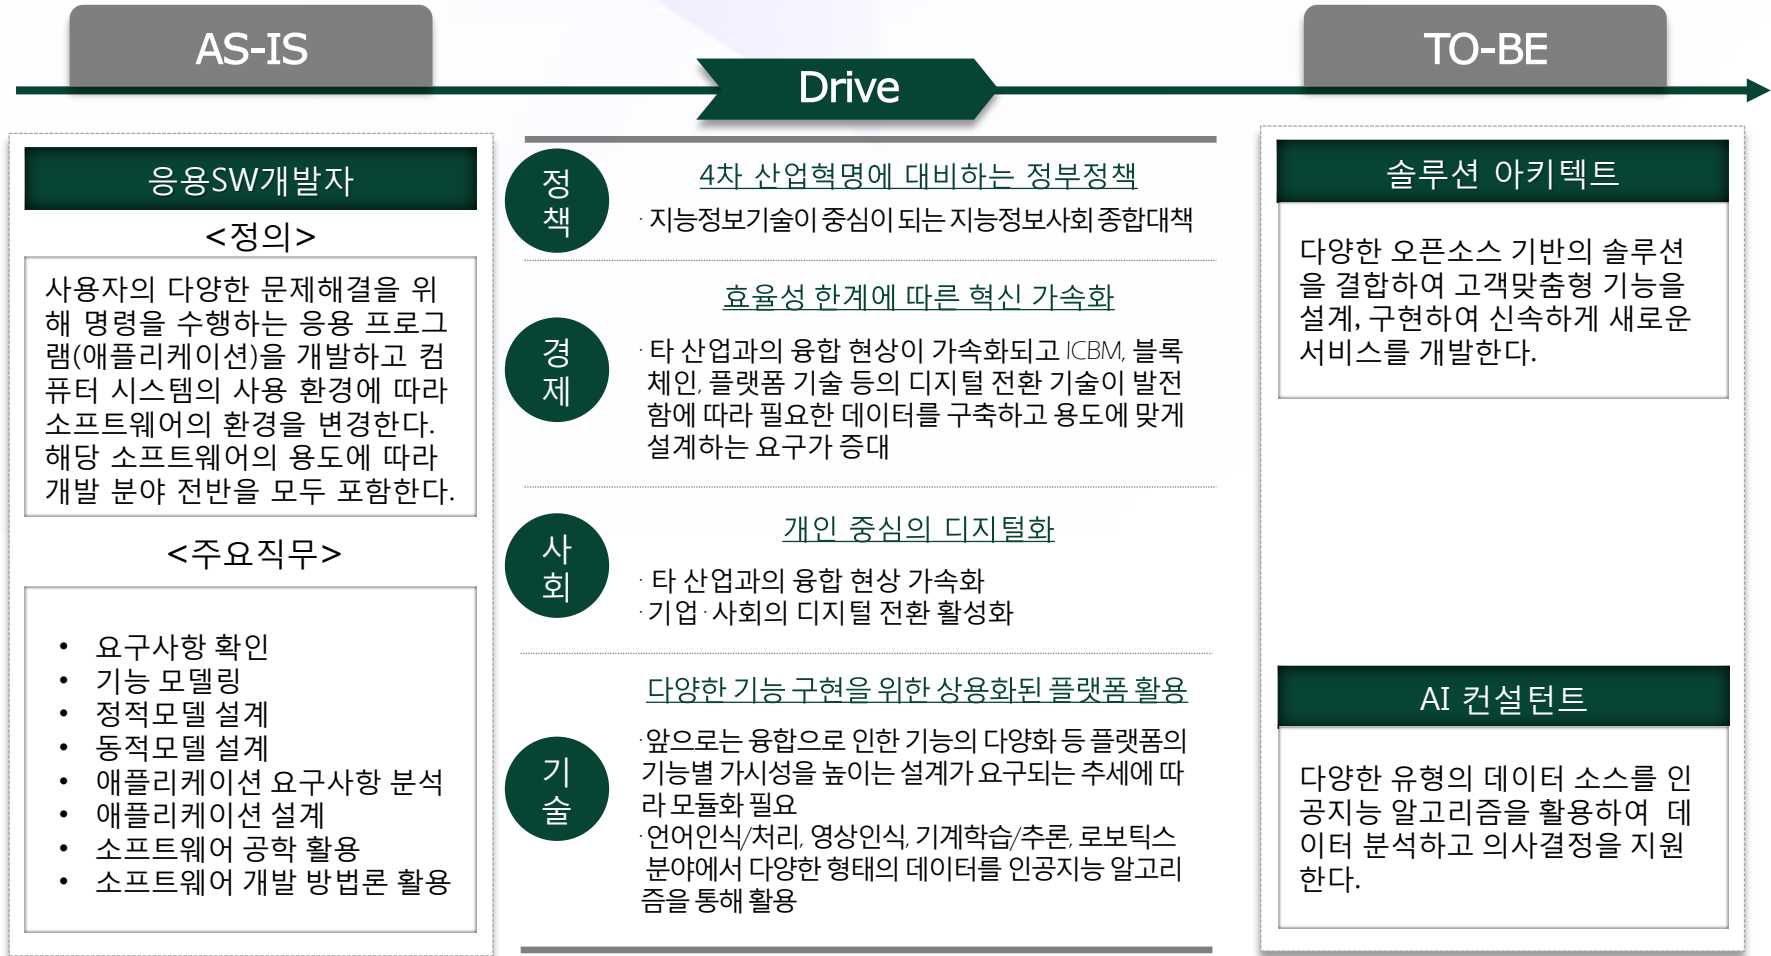 AS-IS
Drive
TO-BE
응용SW개발자
<정의>
사용자의 다양한 문제해결을 위
해 명령을 수행하는 응용 프로그
램(애플리케이션)을 개발하고 컴
퓨터 시스템의 사용 환경에 따라
소프트웨어의 환경을 변경한다.
해당 소프트웨어의 용도에 따라
개발 분야 전반을 모두 포함한다.
<주요직무>
• 요구사항 확인
• 기능 모델링
• 정적모델 설계
• 동적모델 설계
• 애플리케이션 요구사항 분석
• 애플리케이션 설계
• 소프트웨어 공학 활용
• 소프트웨어 개발 방법론 활용
정
책
4차 산업혁명에 대비하는 정부정책
· 지능정보기술이 중심이 되는 지능정보사회 종합대책
경
제
효율성 한계에 따른 혁신 가속화
· 타 산업과의 융합 현상이 가속화되고 ICBM, 블록
체인, 플랫폼 기술 등의 디지털 전환 기술이 발전
함에 따라 필요한 데이터를 구축하고 용도에 맞게
설계하는 요구가 증대
사
회
개인 중심의 디지털화
· 타 산업과의 융합 현상 가속화
· 기업·사회의 디지털 전환 활성화
기
술
다양한 기능 구현을 위한 상용화된 플랫폼 활용
·앞으로는 융합으로 인한 기능의 다양화 등 플랫폼의
기능별 가시성을 높이는 설계가 요구되는 추세에 따
라 모듈화 필요
·언어인식/처리, 영상인식, 기계학습/추론, 로보틱스
분야에서 다양한 형태의 데이터를 인공지능 알고리
즘을 통해 활용
솔루션 아키텍트
다양한 오픈소스 기반의 솔루션
을 결합하여 고객맞춤형 기능을
설계, 구현하여 신속하게 새로운
서비스를 개발한다.
AI 컨설턴트
다양한 유형의 데이터 소스를 인
공지능 알고리즘을 활용하여 데
이터 분석하고 의사결정을 지원
한다.